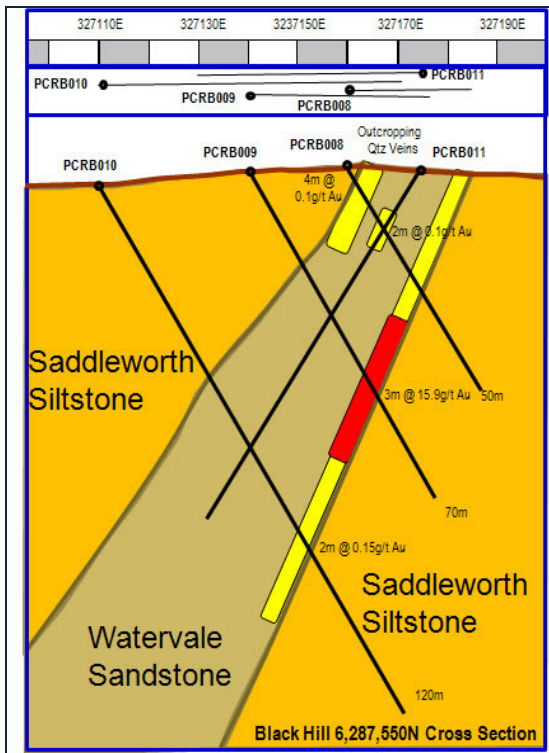 327110E 327130E 3237150E 327170E 327190E
PCRB011
PCRB010
PCRB009
PCRB008
Outcropping
Qtz Veins
PCRB008
PCRB011
PCRB009
PCRB010
4m @
0.1g/t Au
2m @ 0.1g/t Au
Saddleworth
Siltstone
3m @ 15.9g/t Au
50m
70m
2m @ 0.15g/t Au
Saddleworth
Siltstone
Watervale
Sandstone
120m
Black Hill 6,287,550N Cross Section